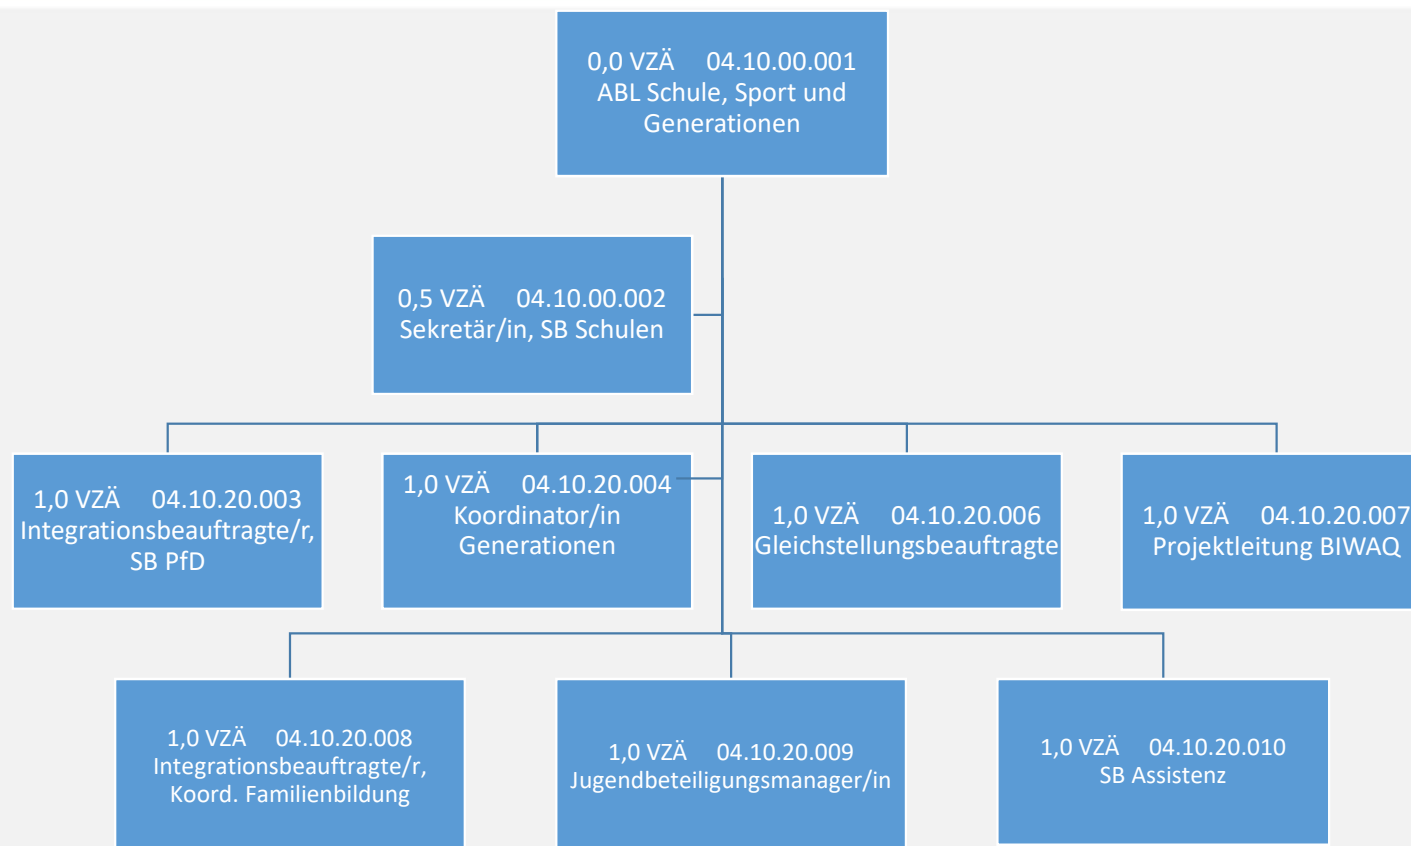 0,0 VZÄ 04.10.00.001
ABL Schule, Sport und
Generationen
0,5 VZÄ 04.10.00.002
Sekretär/in, SB Schulen
1,0 VZÄ 04.10.20.003
Integrationsbeauftragte/r,
SB PfD
1,0 VZÄ 04.10.20.004
Koordinator/in
Generationen
1,0 VZÄ 04.10.20.006
Gleichstellungsbeauftragte
1,0 VZÄ 04.10.20.007
Projektleitung BIWAQ
1,0 VZÄ 04.10.20.008
Integrationsbeauftragte/r,
Koord. Familienbildung
1,0 VZÄ 04.10.20.009
Jugendbeteiligungsmanager/in
1,0 VZÄ 04.10.20.010
SB Assistenz